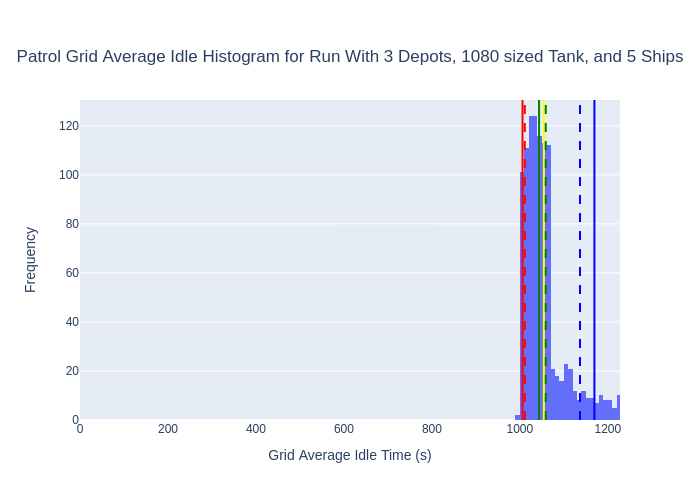 Patrol Grid Average Idle Histogram for Run With 3 Depots, 1080 sized Tank, and 5 Ships
120
100
80
60
40
20
0
Frequency
0 200 400 600 800 1000 1200
Grid Average Idle Time (s)